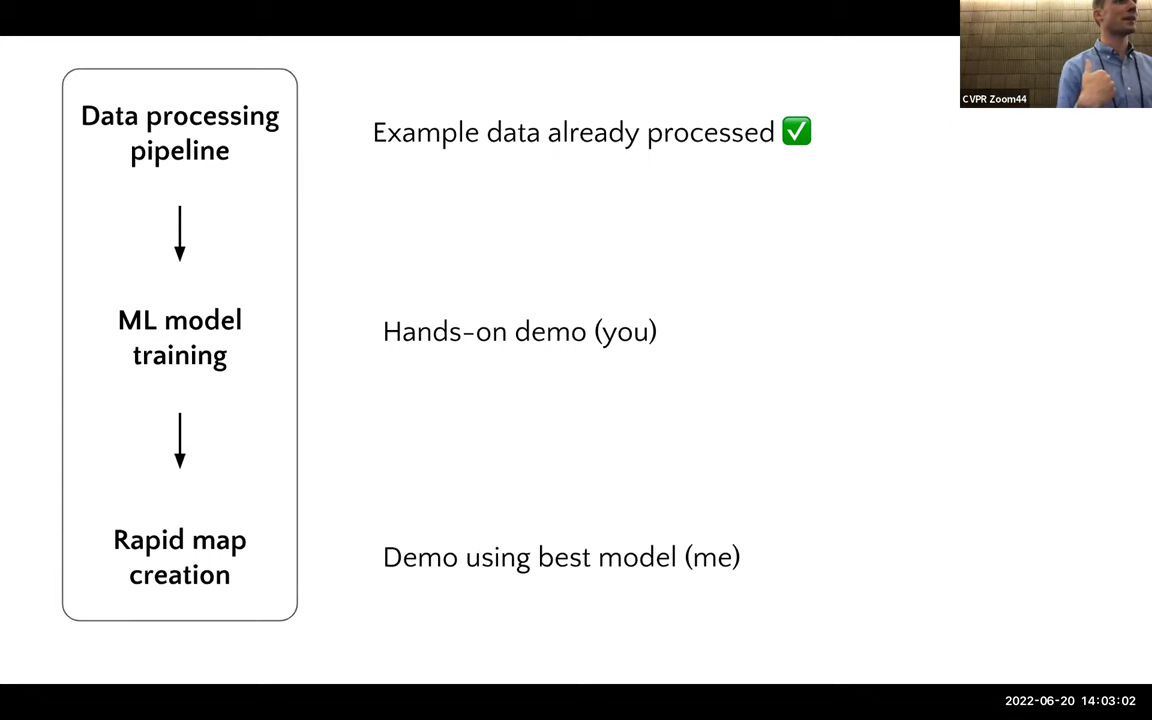 Data processing
pipeline
Example data already processed ✅
ML model
training
Hands-on demo (you)
Rapid map
creation
Demo using best model (me)
CVPR Zoom44
2022-06-20 14:03:02